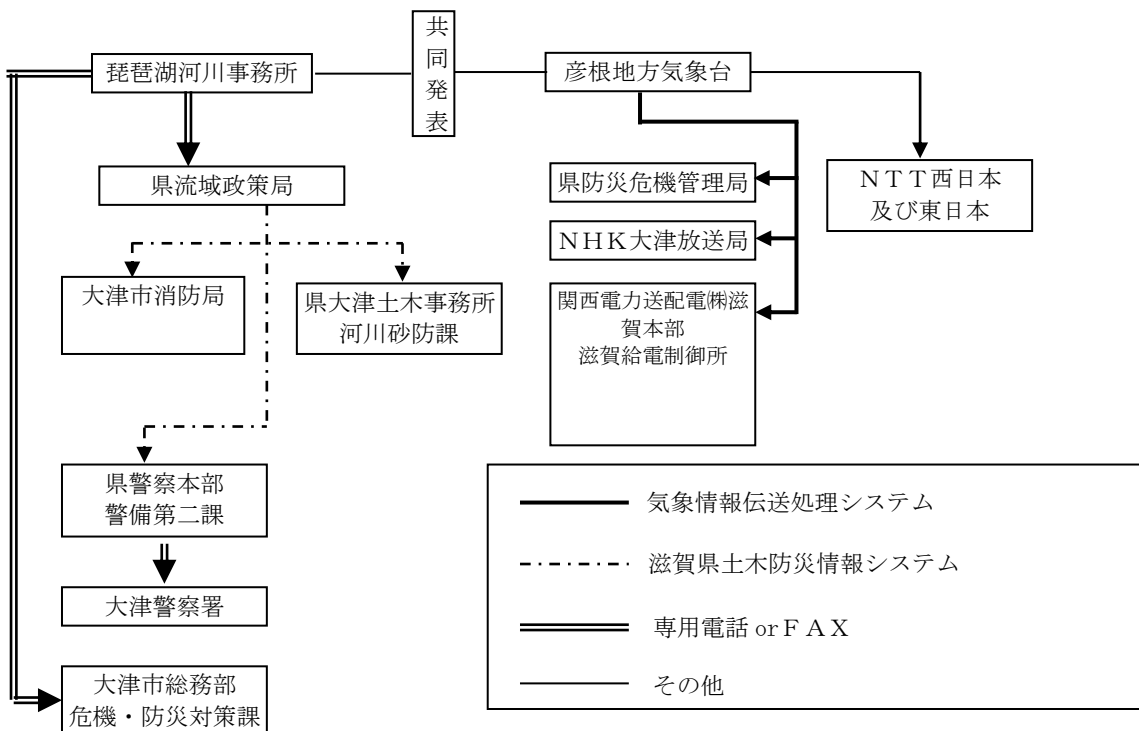 琵琶湖河川事務所
共同発表
彦根地方気象台
県流域政策局
県防災危機管理局
ＮＴＴ西日本
及び東日本
ＮＨＫ大津放送局
大津市消防局
県大津土木事務所
河川砂防課
関西電力送配電㈱滋
賀本部
滋賀給電制御所
県警察本部
警備第二課
大津警察署
大津市総務部
危機・防災対策課
気象情報伝送処理システム
滋賀県土木防災情報システム
専用電話 or ＦＡＸ
その他